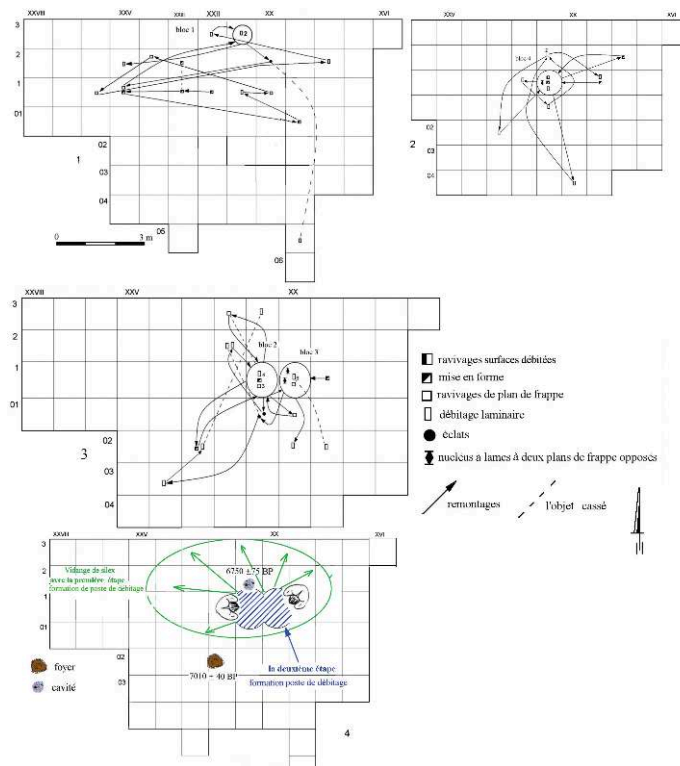 XXVIII XXV XXIII XXII XX XVI
3
bloc 1
2
2
1
01
02
03
04
05
06
1
0 3 m
XXV XX XVI
2
bloc 4
1
01
02
03
04
2
XXVIII XXV XX
3
2
bloc 2
bloc 3
1
01
02
03
04
3
ravivages surfaces débitées
mise en forme
ravivages de plan de frappe
débitage laminaire
éclats
nucléus a lames à deux plans de frappe opposés
remontages
l'objet cassé
XXVIII XXV XX XVI
3
2
1
01
02
03
Vidange de silex
avec la première étape
formation de poste de débitage
6750 ±75 BP
foyer
cavité
7010 + 40 BP
la deuxième étape
formation poste de débitage
4